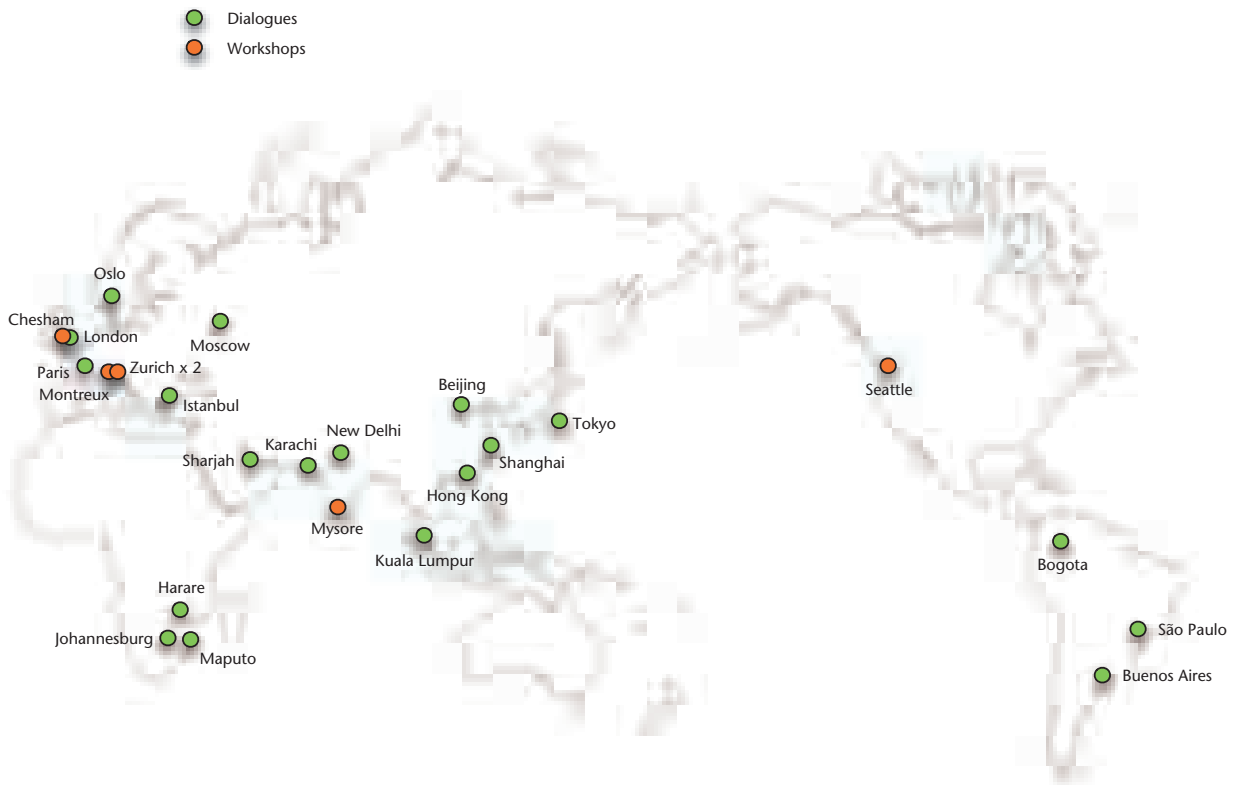 Dialogues
Workshops
Oslo
Chesham
London
Moscow
Paris
Zurich x 2
Montreux
Istanbul
Beijing
Tokyo
Seattle
New Delhi
Karachi
Sharjah
Shanghai
Hong Kong
Mysore
Kuala Lumpur
Bogota
Harare
Johannesburg
Maputo
São Paulo
Buenos Aires